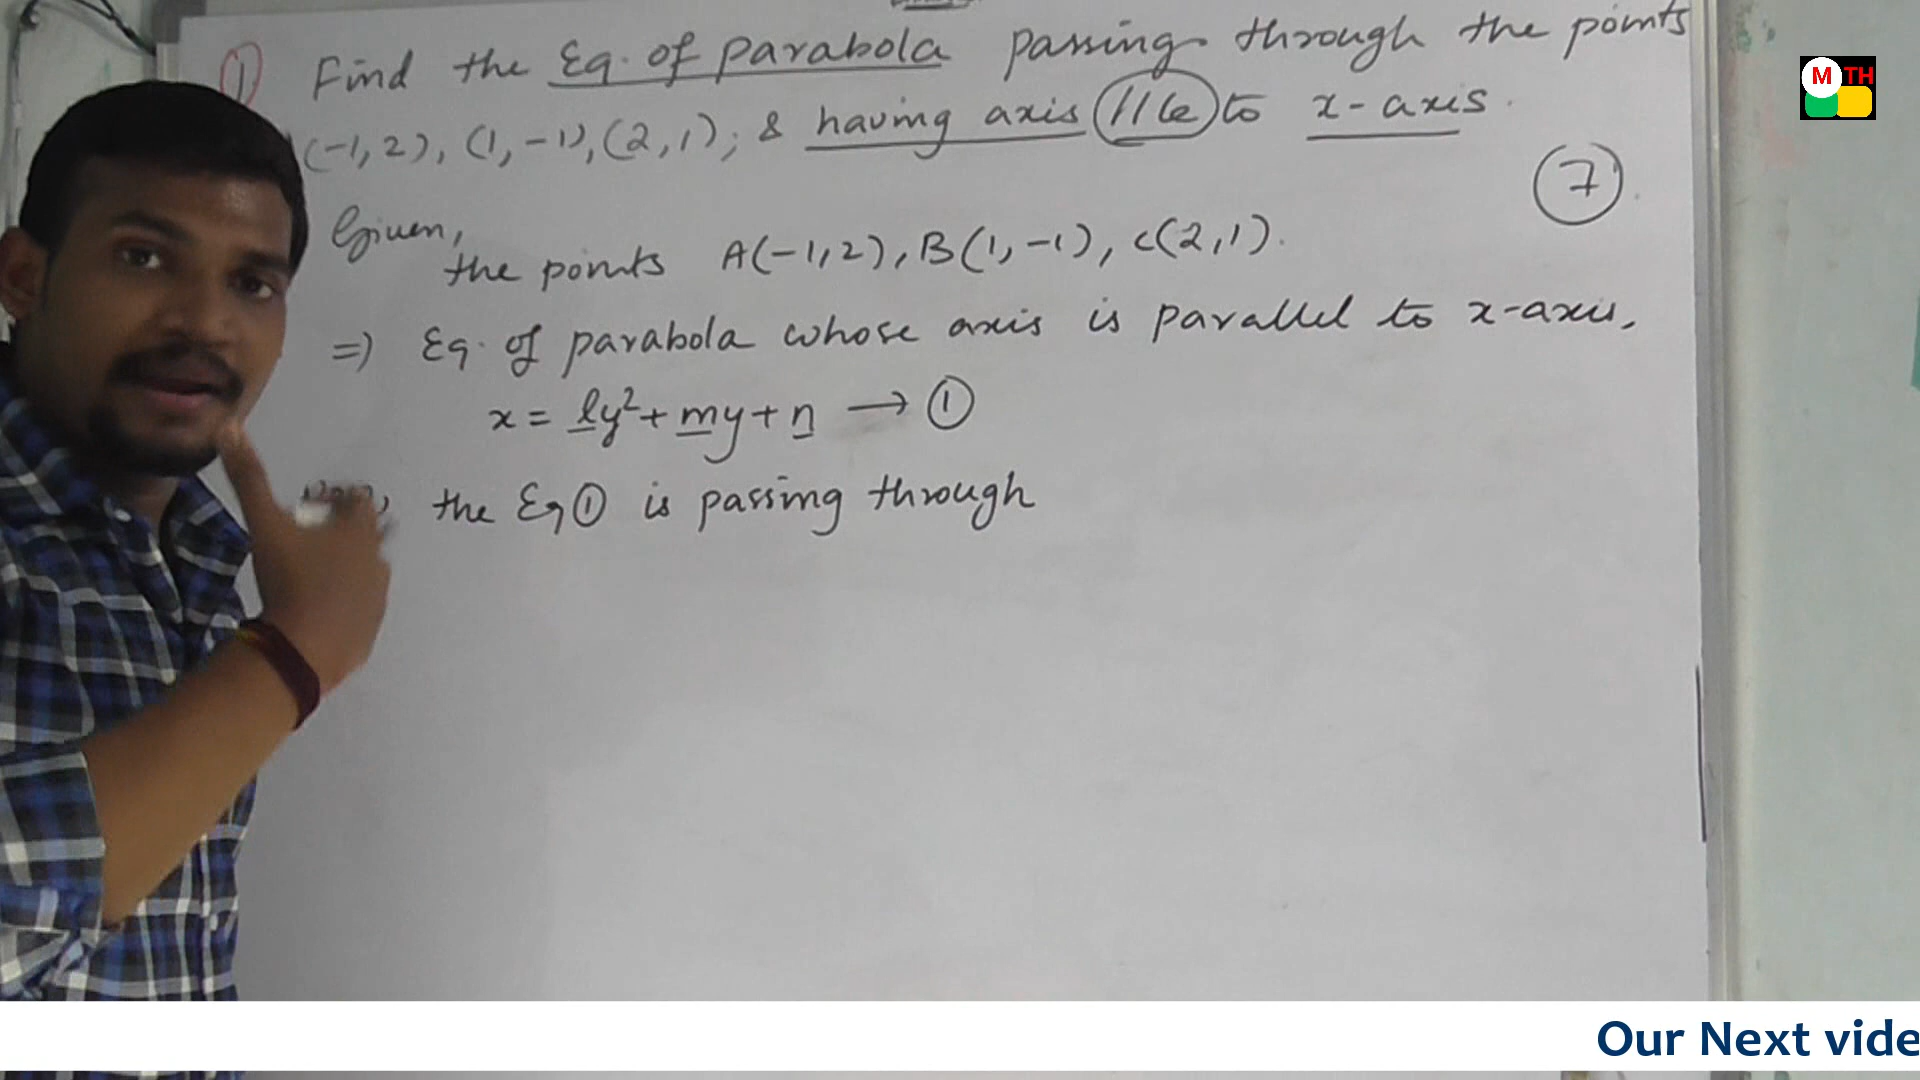 ① Find the Eq. of parabola passing through the points
(-1,2), (1,-1), (2,1); & having axis //le to x-axis.
7
Given,
the points A(-1,2), B(1,-1), C(2,1).
=) Eq. of parabola whose axis is parallel to x-axis,
x = ly²+my+n → ①
the Eq① is passing through
M TH
Our Next vide